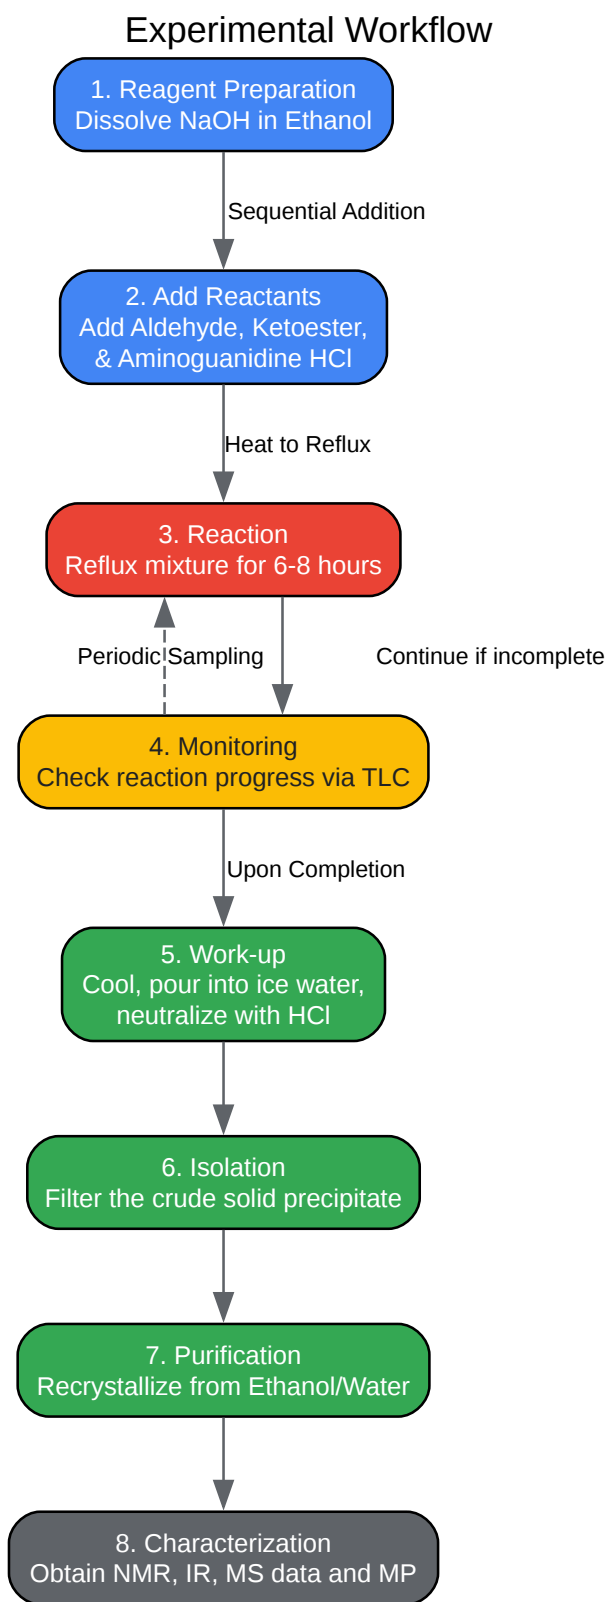 Experimental Workflow
1. Reagent Preparation
Dissolve NaOH in Ethanol
Sequential Addition
2. Add Reactants
Add Aldehyde, Ketoester,
& Aminoguanidine HCl
Heat to Reflux
3. Reaction
Reflux mixture for 6-8 hours
Periodic Sampling
Continue if incomplete
4. Monitoring
Check reaction progress via TLC
Upon Completion
5. Work-up
Cool, pour into ice water,
neutralize with HCl
6. Isolation
Filter the crude solid precipitate
7. Purification
Recrystallize from Ethanol/Water
8. Characterization
Obtain NMR, IR, MS data and MP